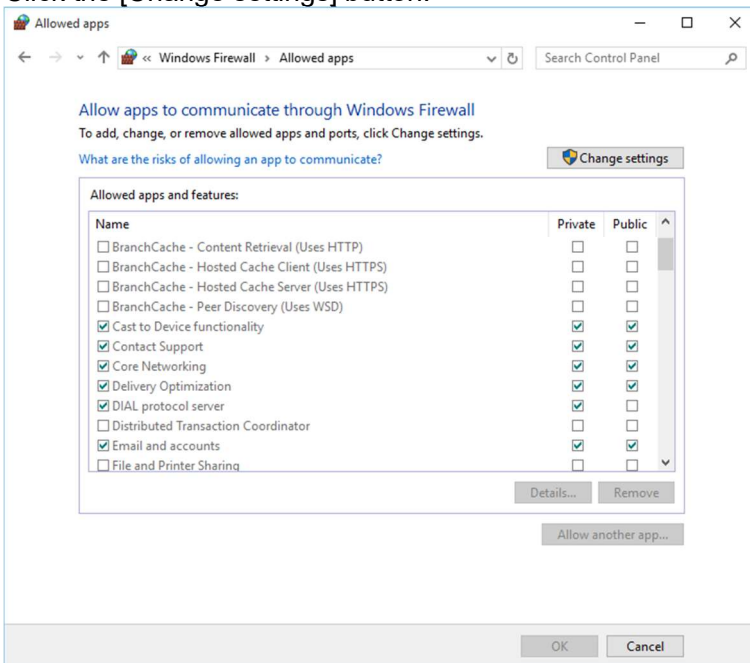 Click the [Change settings] button.
Allowed apps
« Windows Firewall › Allowed apps
Search Control Panel
Allow apps to communicate through Windows Firewall
To add, change, or remove allowed apps and ports, click Change settings.
What are the risks of allowing an app to communicate?
Change settings
Allowed apps and features:
Name Private Public
BranchCache - Content Retrieval (Uses HTTP)
BranchCache - Hosted Cache Client (Uses HTTPS)
BranchCache - Hosted Cache Server (Uses HTTPS)
BranchCache - Peer Discovery (Uses WSD)
Cast to Device functionality
Contact Support
Core Networking
Delivery Optimization
DIAL protocol server
Distributed Transaction Coordinator
Email and accounts
File and Printer Sharing
Details... Remove
Allow another app...
OK Cancel